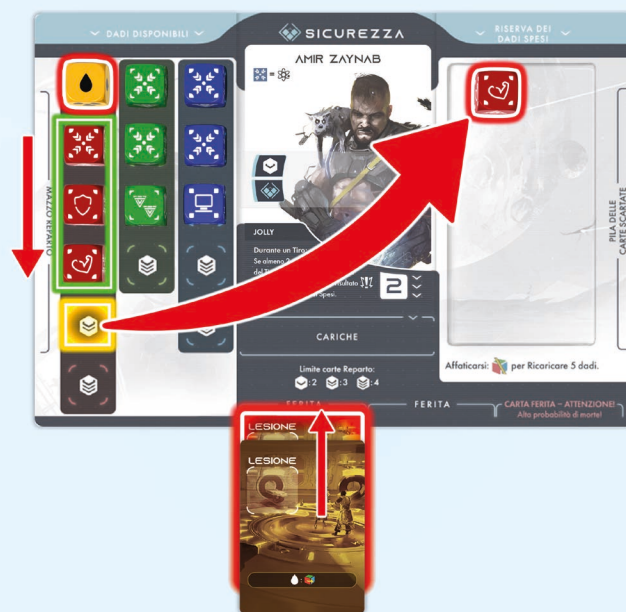 DADI DISPONIBILI
SICUREZZA
RISERVA DEI
DADI SPESI
AMIR ZAYNAB
MAZZO REPARTO
JOLLY
Durante un Tiro:
Se almeno 2
del
2
CARICHE
Limite carte Reparto:
:2 :3 :4
PILA DELLE
CARTE SCARTATE
Affaticarsi: per Ricaricare 5 dadi.
FERITA
FERITA
CARTA FERITA – ATTENZIONE!
Alta probabilità di morte!
LESIONE
LESIONE